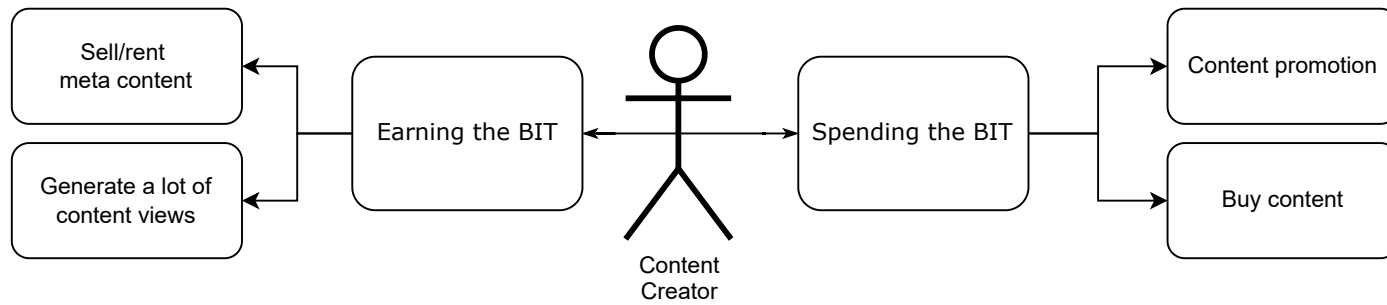 Sell/rent
meta content
Generate a lot of
content views
Earning the BIT
Content
Creator
Spending the BIT
Content promotion
Buy content